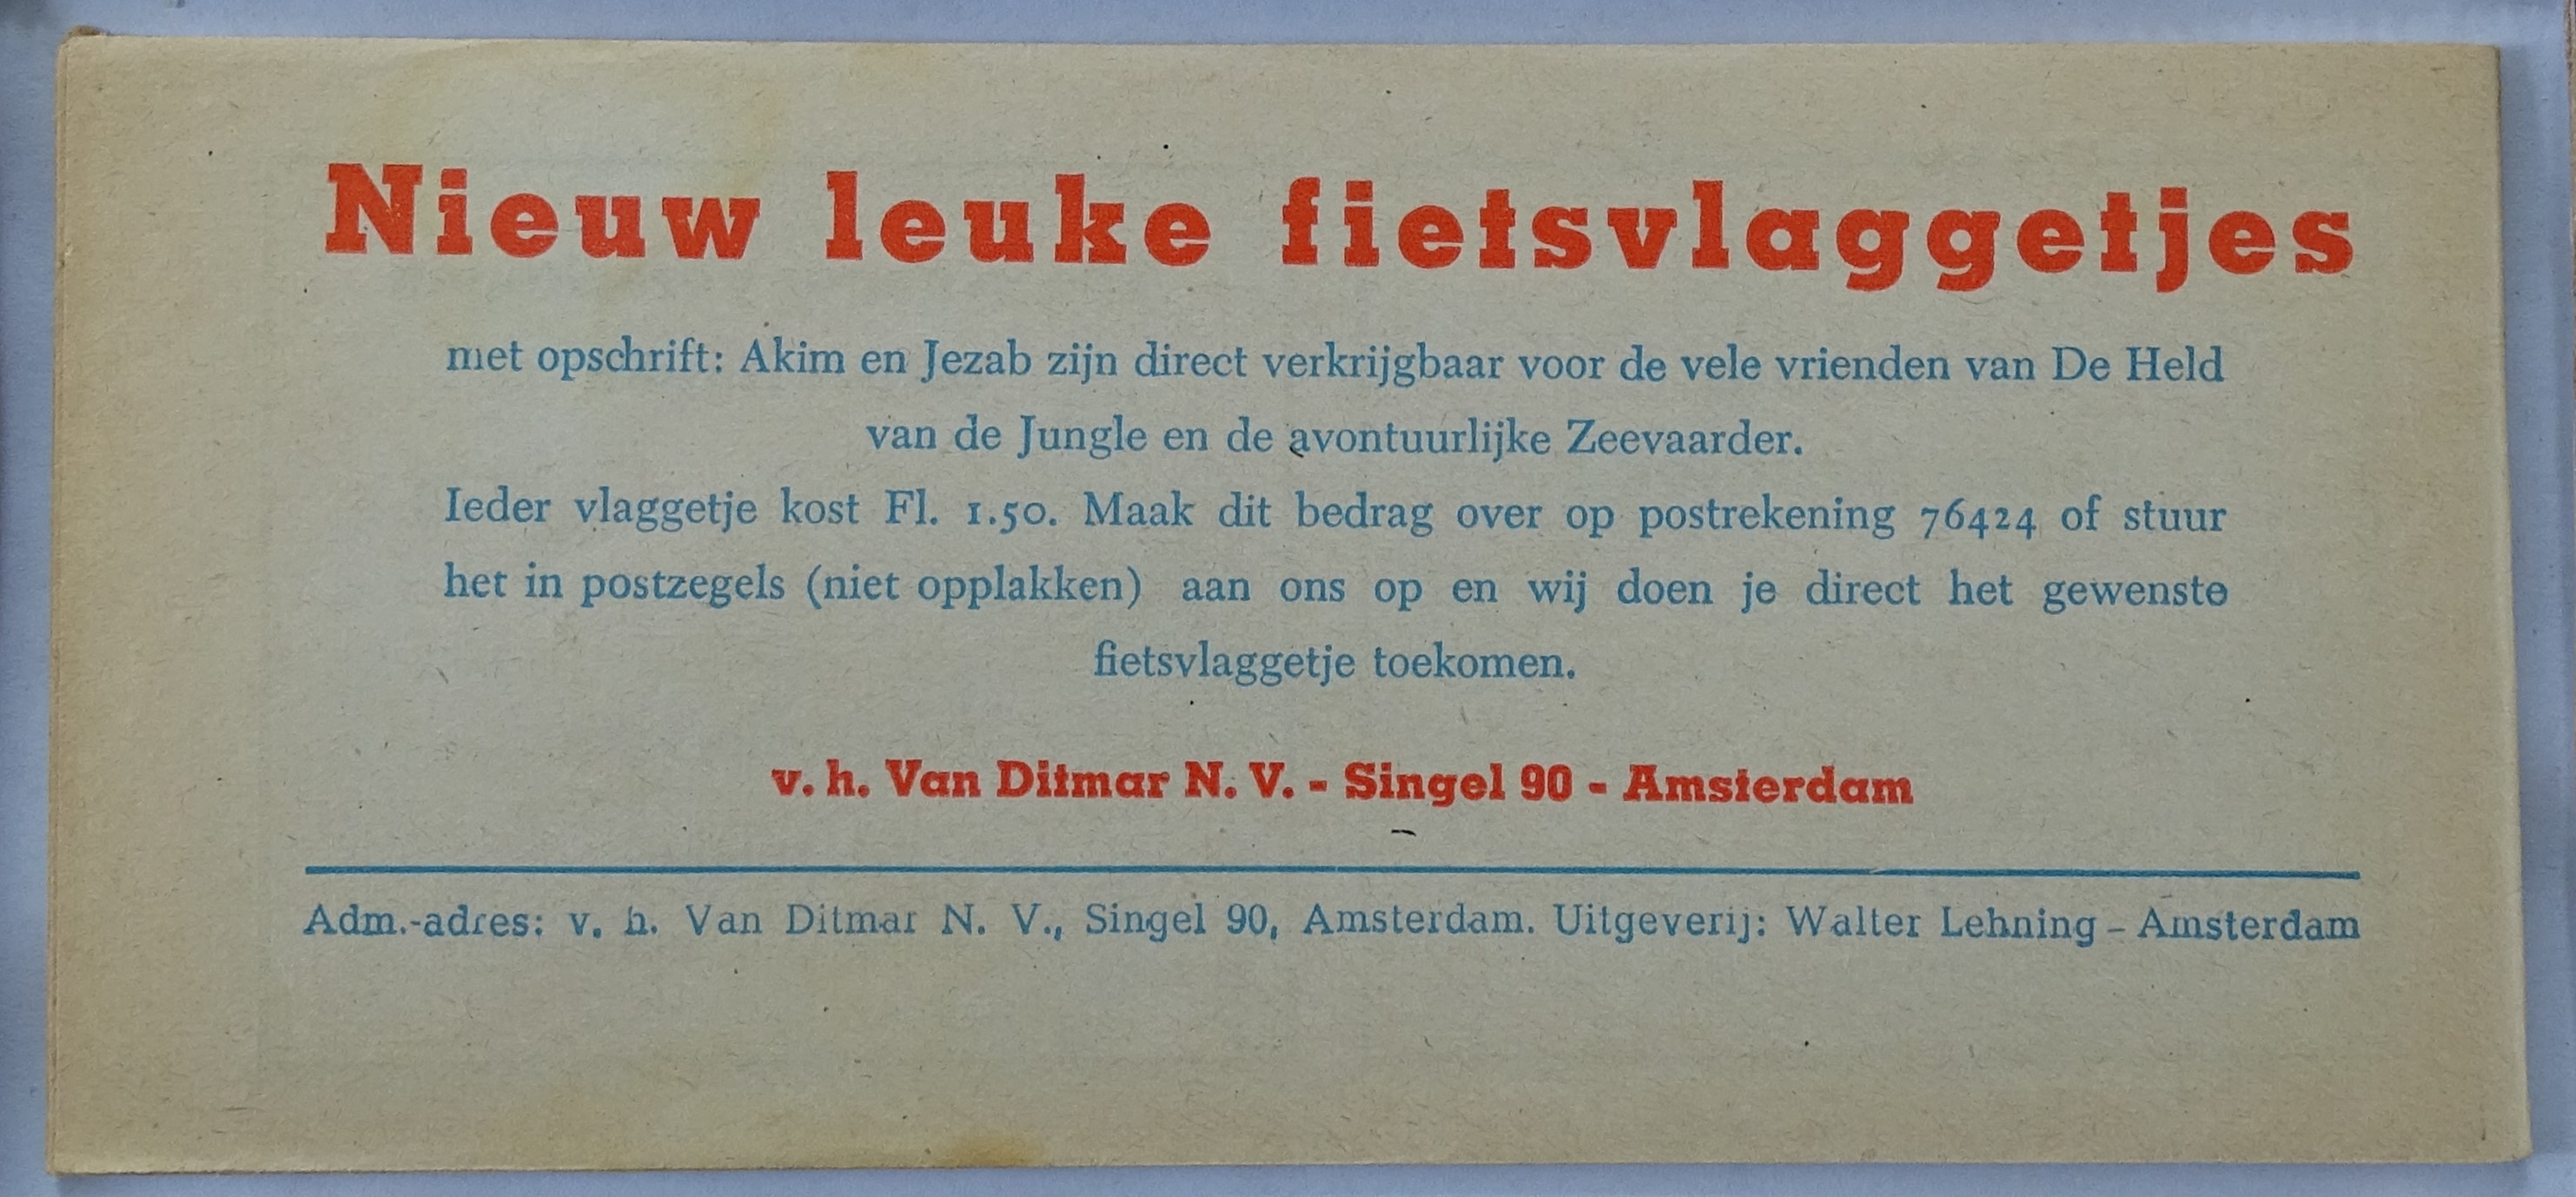 Nieuw leuke fietsvlaggetjes
met opschrift: Akim en Jezab zijn direct verkrijgbaar voor de vele vrienden van De Held
van de Jungle en de avontuurlijke Zeevaarder.
Ieder vlaggetje kost Fl. 1.50. Maak dit bedrag over op postrekening 76424 of stuur
het in postzegels (niet opplakken) aan ons op en wij doen je direct het gewenste
fietsvlaggetje toekomen.
v. h. Van Ditmar N. V. - Singel 90 - Amsterdam
Adm.-adres: v. h. Van Ditmar N. V., Singel 90, Amsterdam. Uitgeverij: Walter Lehning – Amsterdam